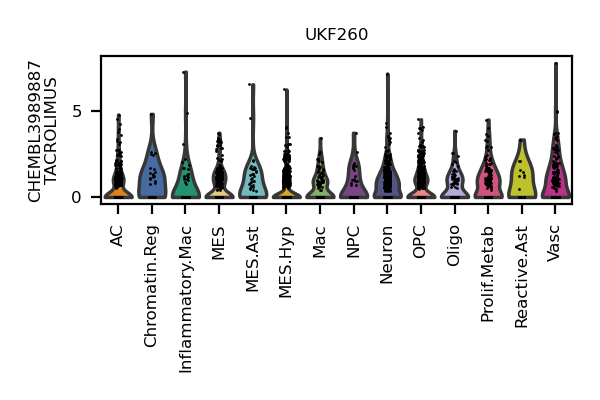 UKF260
CHEMBL3989887
TACROLIMUS
5
0
AC
Chromatin.Reg
Inflammatory.Mac
MES
MES.Ast
MES.Hyp
Mac
NPC
Neuron
OPC
Oligo
Prolif.Metab
Reactive.Ast
Vasc